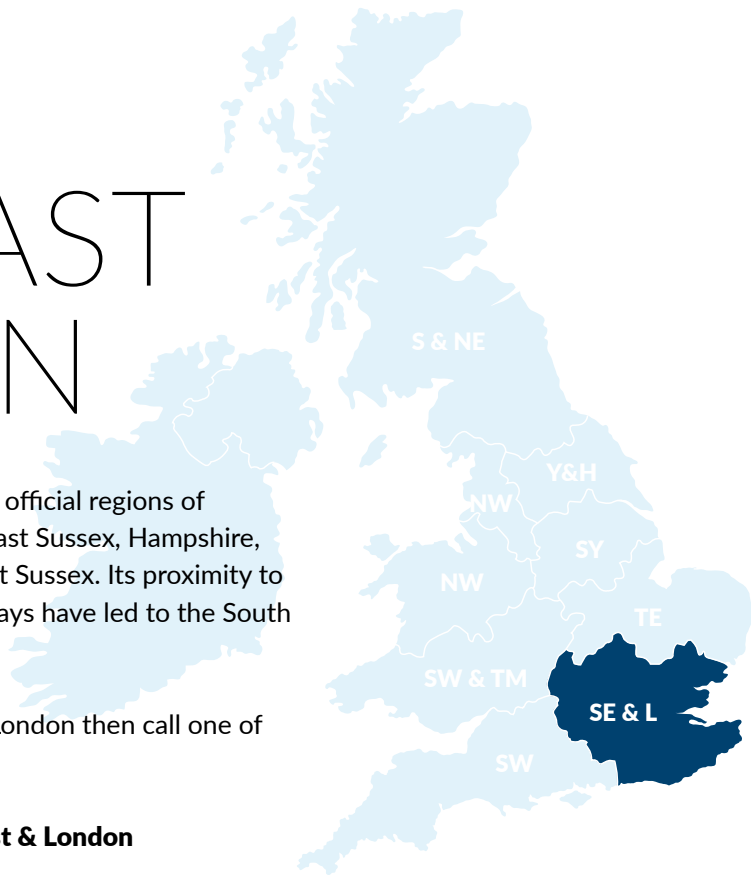 AST
N
S & NE
official regions of
Y&H
NW
ast Sussex, Hampshire,
SY
t Sussex. Its proximity to
NW
ays have led to the South
TE
SW & TM
SE & L
London then call one of
SW
t & London